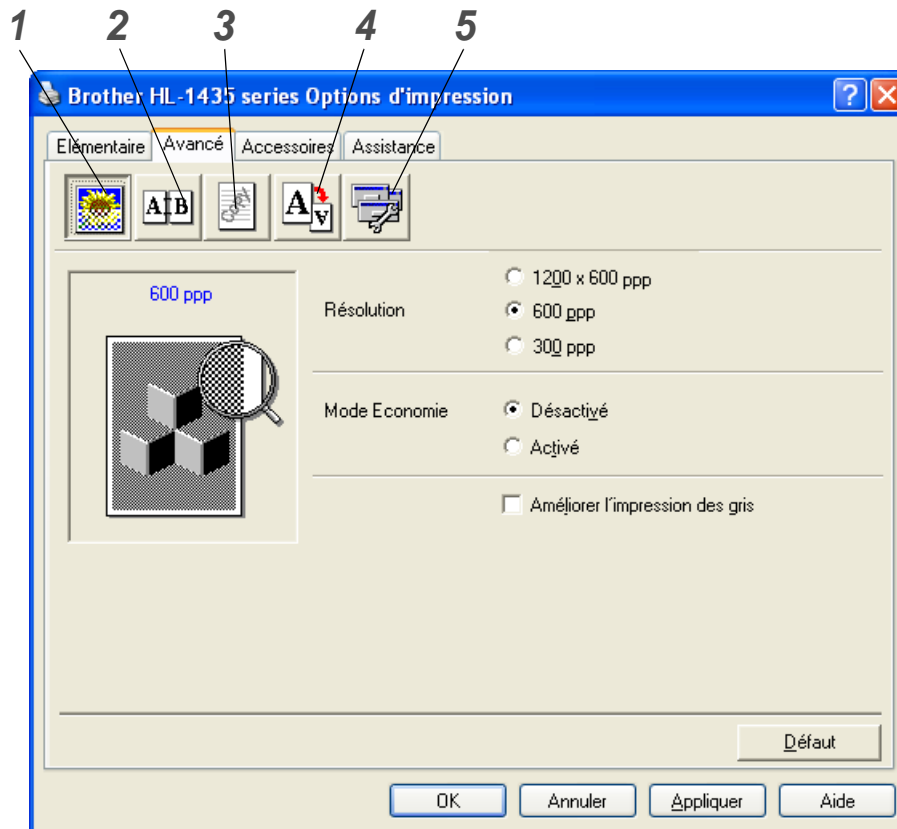 1 2 3 4 5
Brother HL-1435 series Options d'impression
Elémentaire Avancé Accessoires Assistance
A B COPY A A
600 ppp
Résolution
1200 x 600 ppp
600 ppp
300 ppp
Mode Economie
Désactivé
Activé
Améliorer l'impression des gris
Défaut
OK Annuler Appliquer Aide